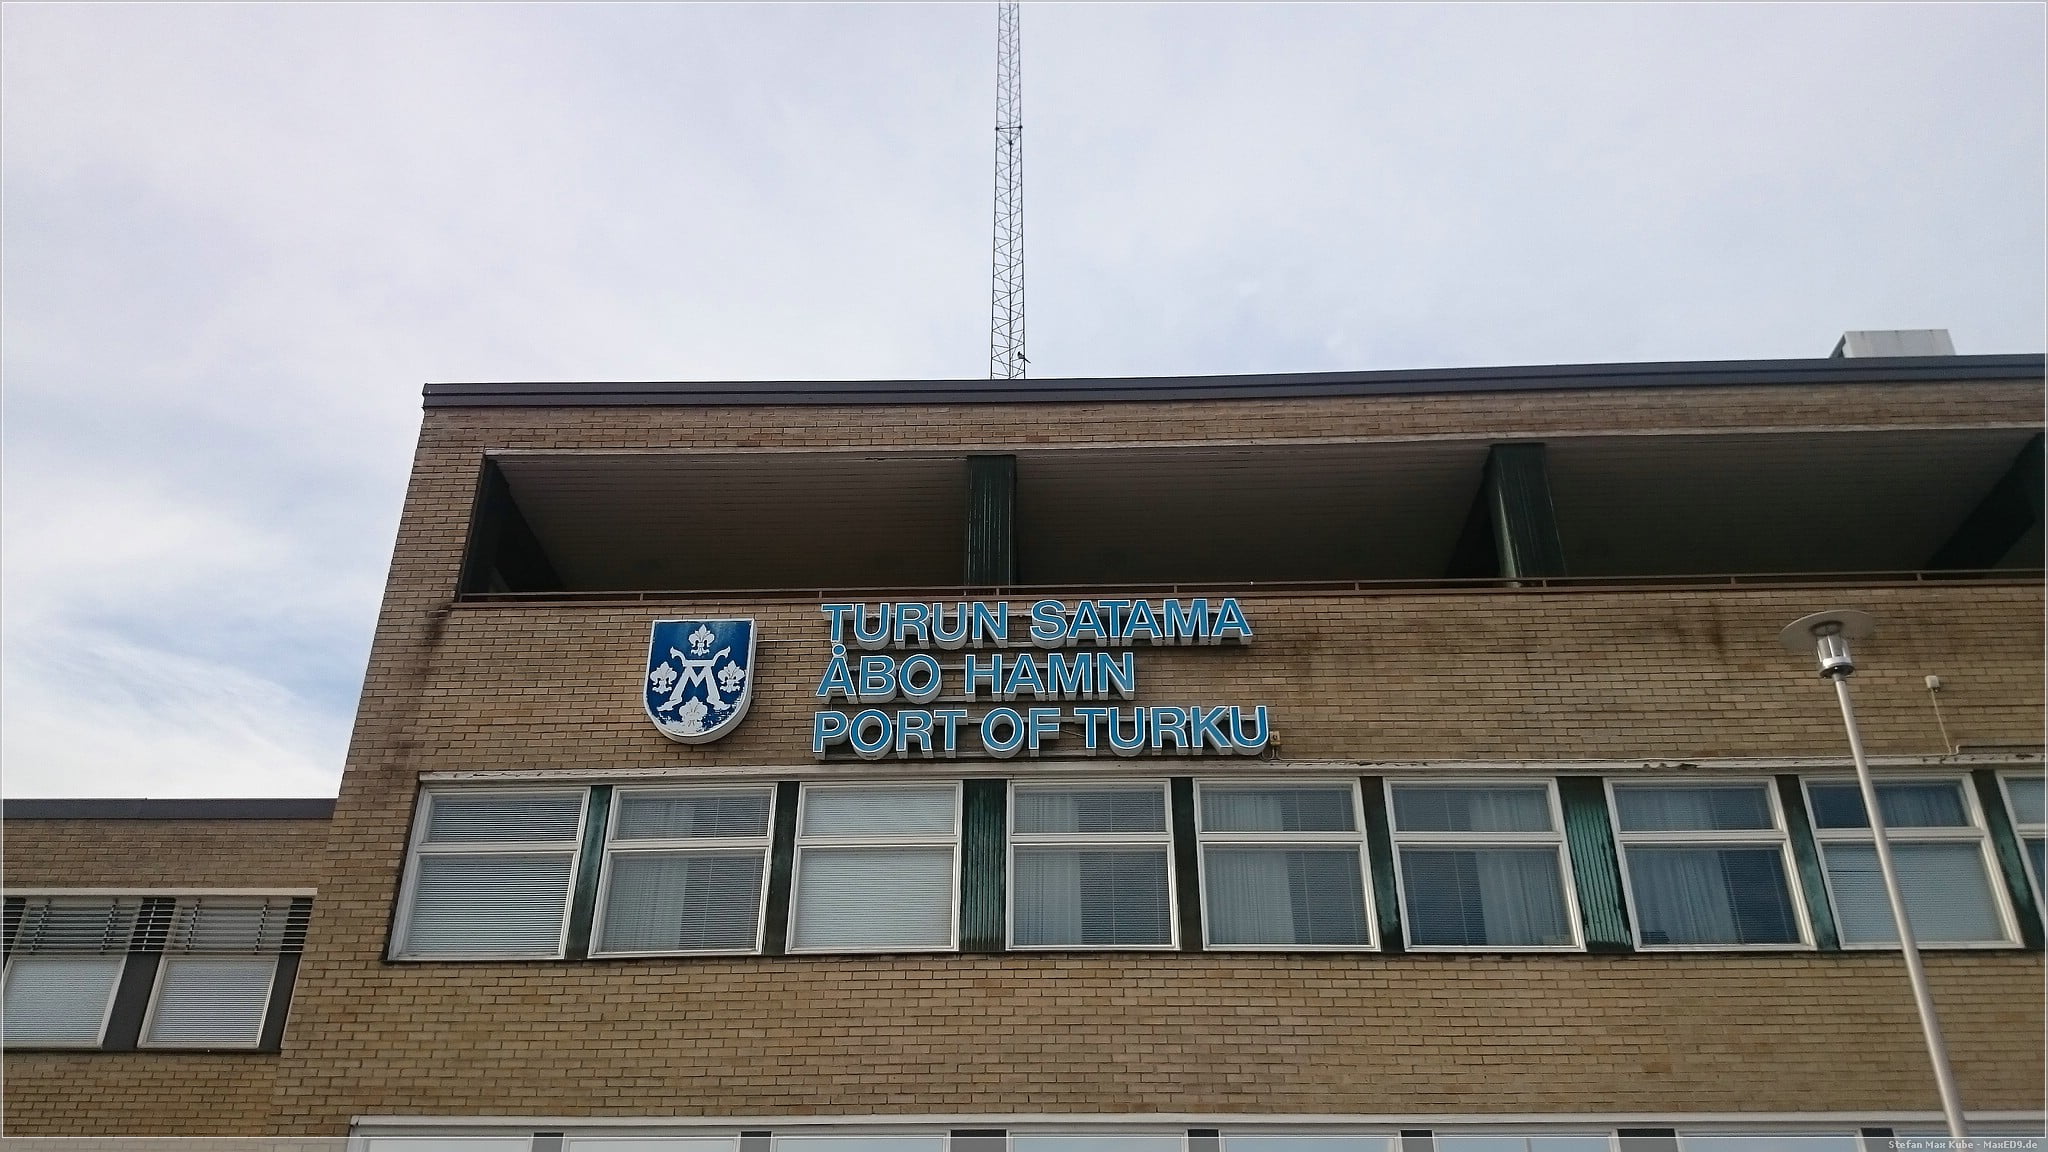 TURUN SATAMA
ÅBO HAMN
PORT OF TURKU
Stefan Max Kube - MaxED9.de